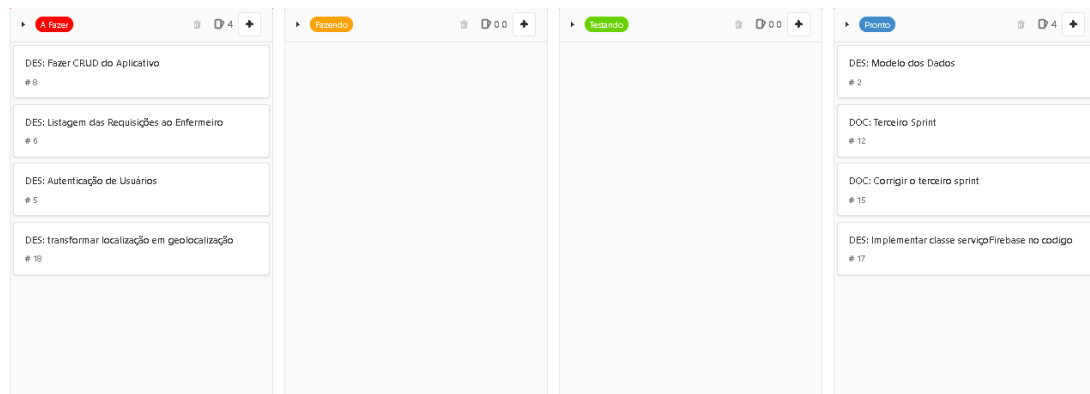 A Fazer
4
DES: Fazer CRUD do Aplicativo
# 8
DES: Listagem das Requisições ao Enfermeiro
# 6
DES: Autenticação de Usuários
# 5
DES: transformar localização em geolocalização
# 18
Fazendo
0 0
Testando
0 0
Pronto
4
DES: Modelo dos Dados
# 2
DOC: Terceiro Sprint
# 12
DOC: Corrigir o terceiro sprint
# 15
DES: Implementar classe serviçoFirebase no codigo
# 17